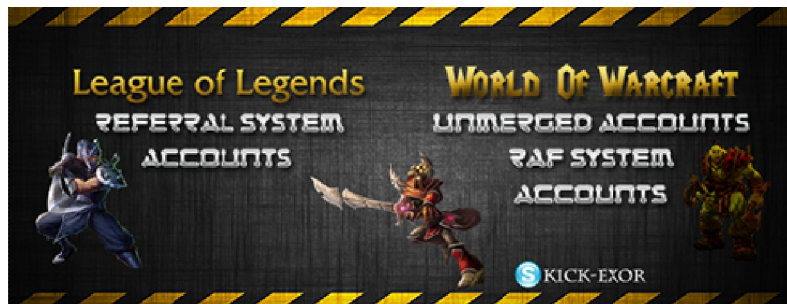 League of Legends
REFERRAL SYSTEM
ACCOUNTS
WORLD OF WARCRAFT
UNMERGED ACCOUNTS
RAF SYSTEM
ACCOUNTS
S KICK-EXOR